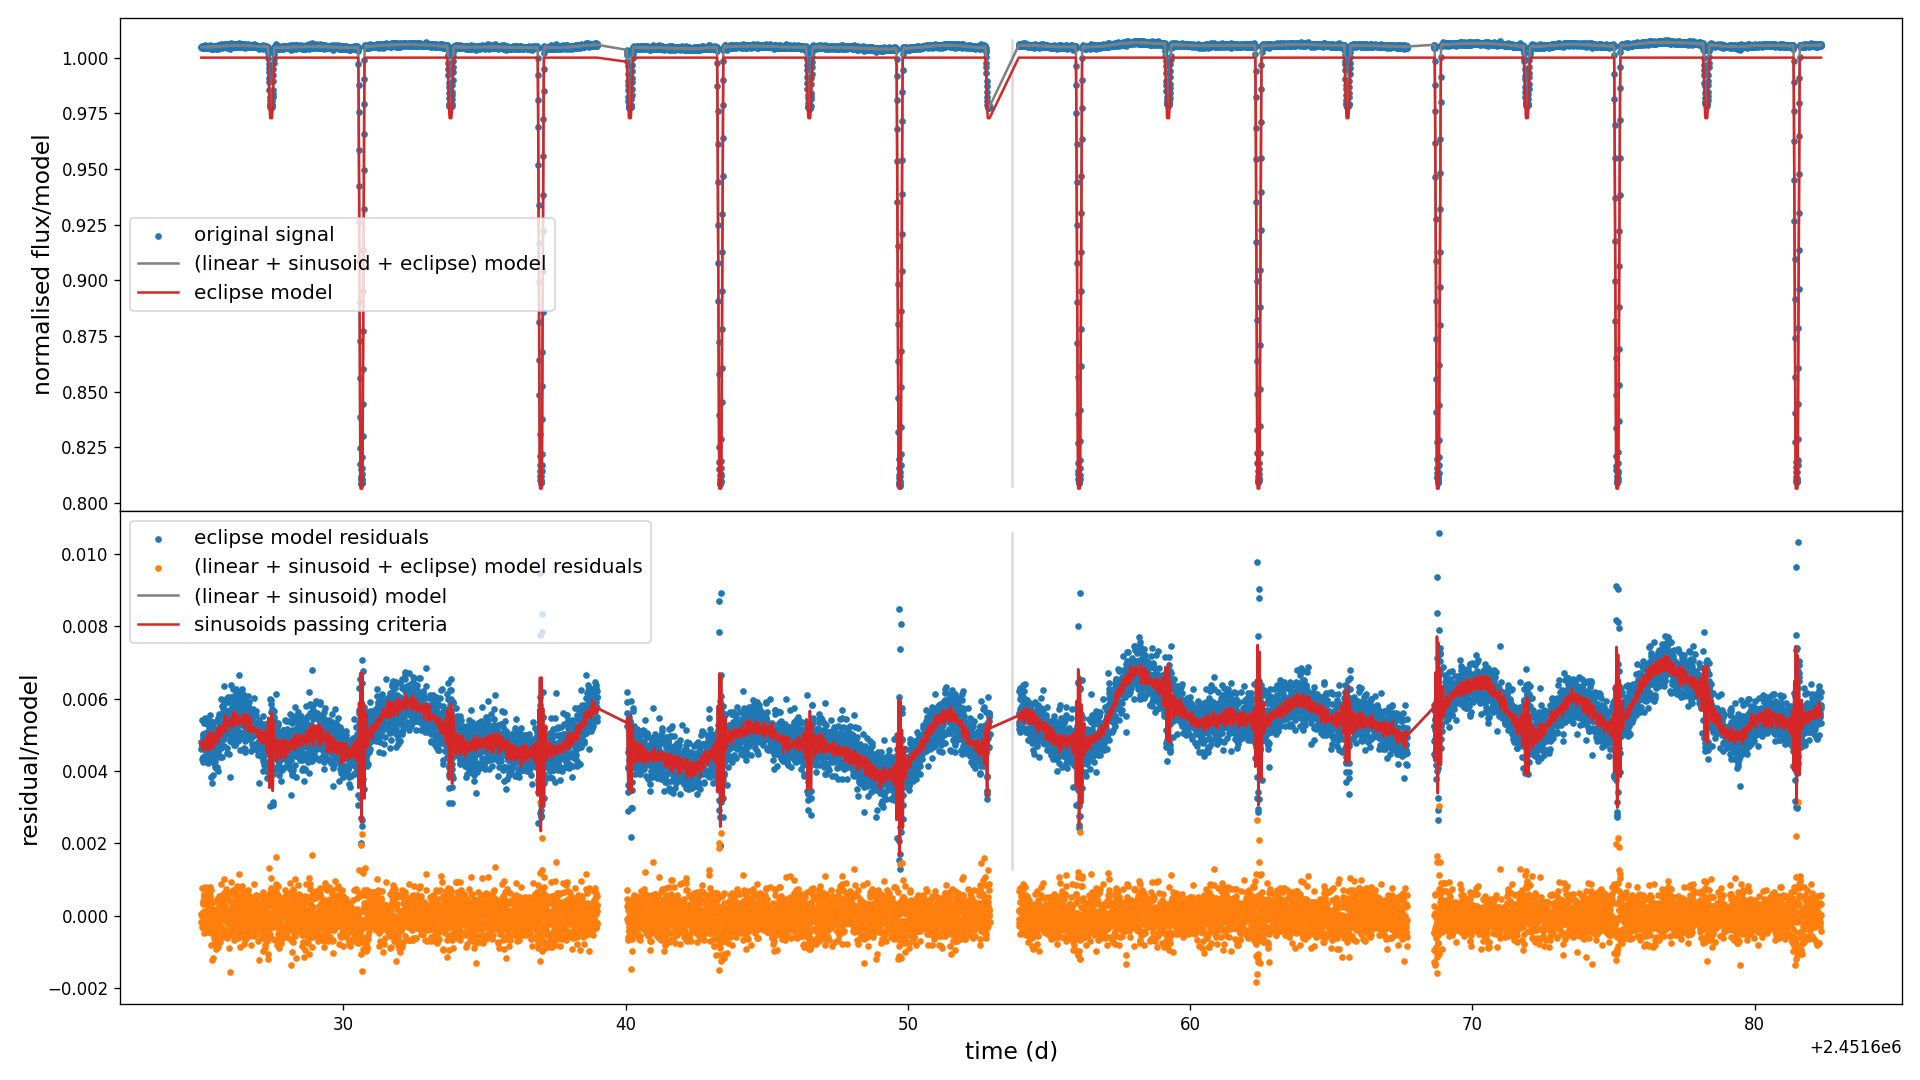 normalised flux/model
1.000
0.975
0.950
0.925
0.900
0.875
0.850
0.825
0.800
original signal
(linear + sinusoid + eclipse) model
eclipse model
residual/model
0.010
0.008
0.006
0.004
0.002
0.000
−0.002
eclipse model residuals
(linear + sinusoid + eclipse) model residuals
(linear + sinusoid) model
sinusoids passing criteria
30 40 50 60 70 80
time (d)
+2.4516e6